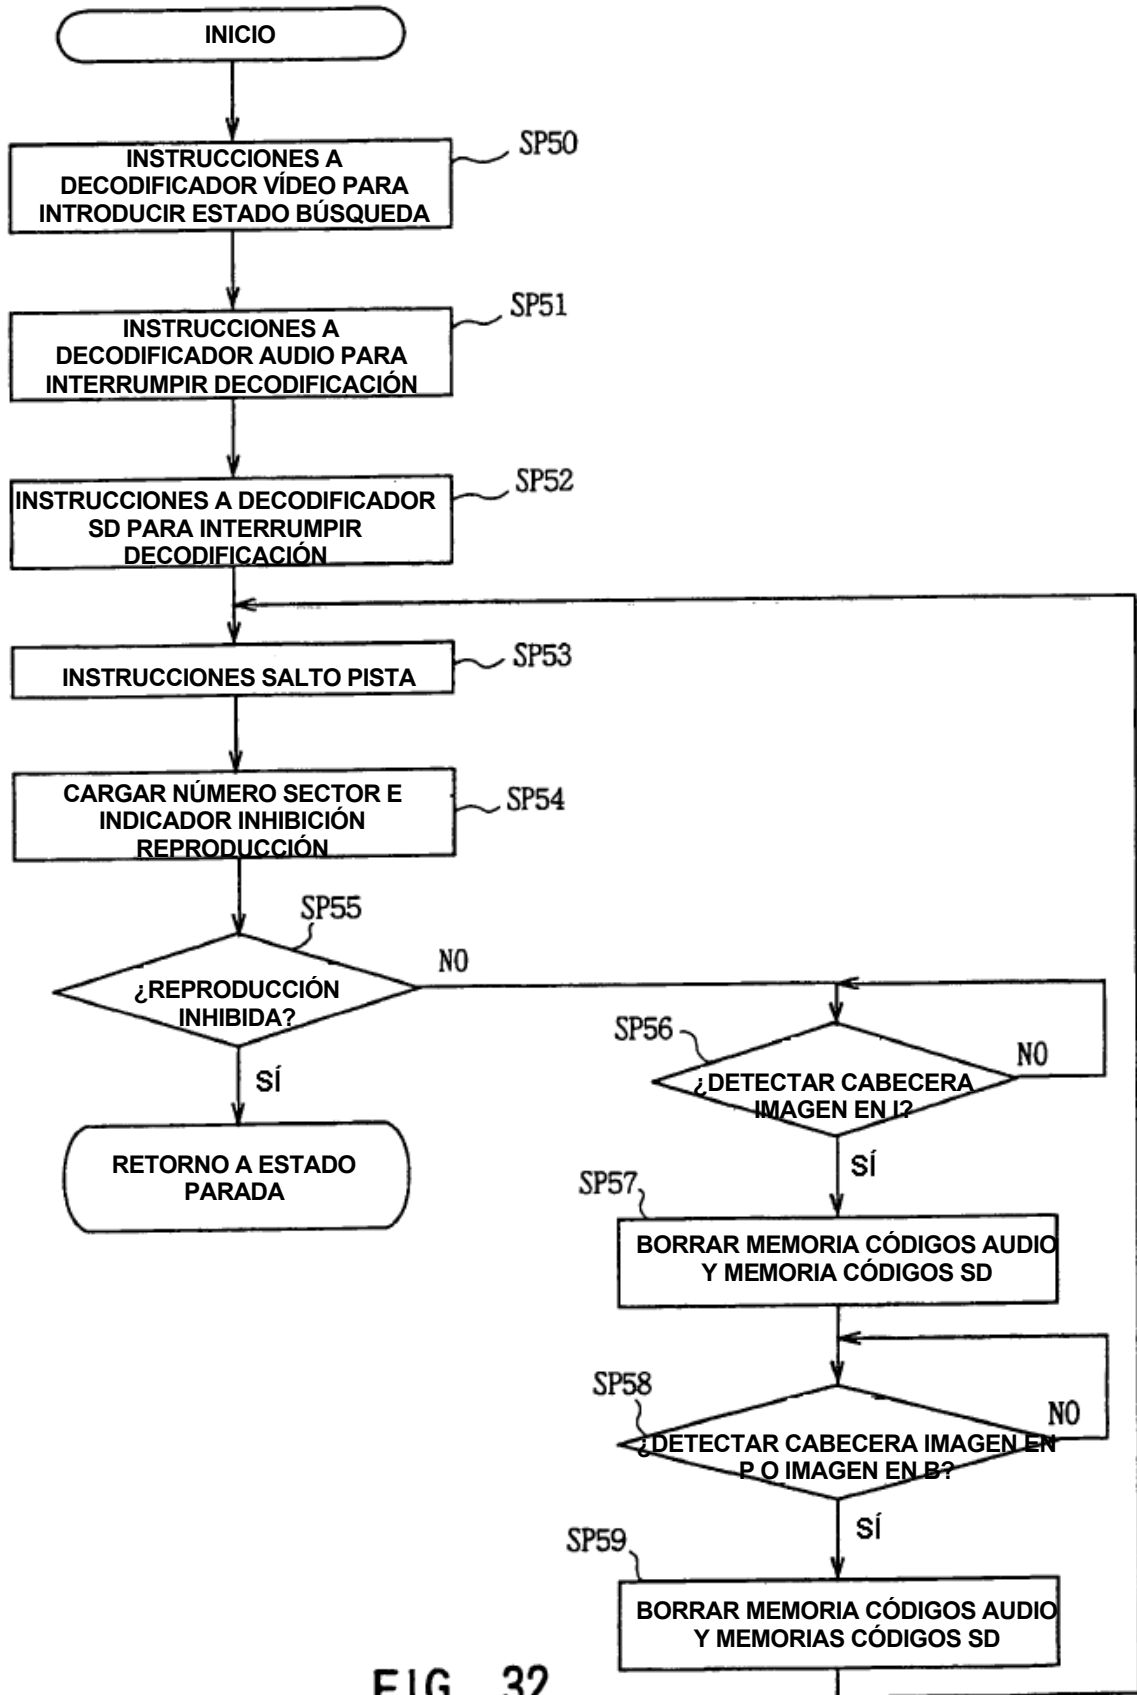 INICIO
SP50
INSTRUCCIONES A
DECODIFICADOR VÍDEO PARA
INTRODUCIR ESTADO BÚSQUEDA
SP51
INSTRUCCIONES A
DECODIFICADOR AUDIO PARA
INTERRUMPIR DECODIFICACIÓN
SP52
INSTRUCCIONES A DECODIFICADOR
SD PARA INTERRUMPIR
DECODIFICACIÓN
SP53
INSTRUCCIONES SALTO PISTA
SP54
CARGAR NÚMERO SECTOR E
INDICADOR INHIBICIÓN
REPRODUCCIÓN
SP55
¿REPRODUCCIÓN
INHIBIDA?
NO
SÍ
RETORNO A ESTADO
PARADA
SP56
¿DETECTAR CABECERA
IMAGEN EN I?
NO
SÍ
SP57
BORRAR MEMORIA CÓDIGOS AUDIO
Y MEMORIA CÓDIGOS SD
SP58
¿DETECTAR CABECERA IMAGEN EN
P O IMAGEN EN B?
NO
SÍ
SP59
BORRAR MEMORIA CÓDIGOS AUDIO
Y MEMORIAS CÓDIGOS SD
FIG. 32